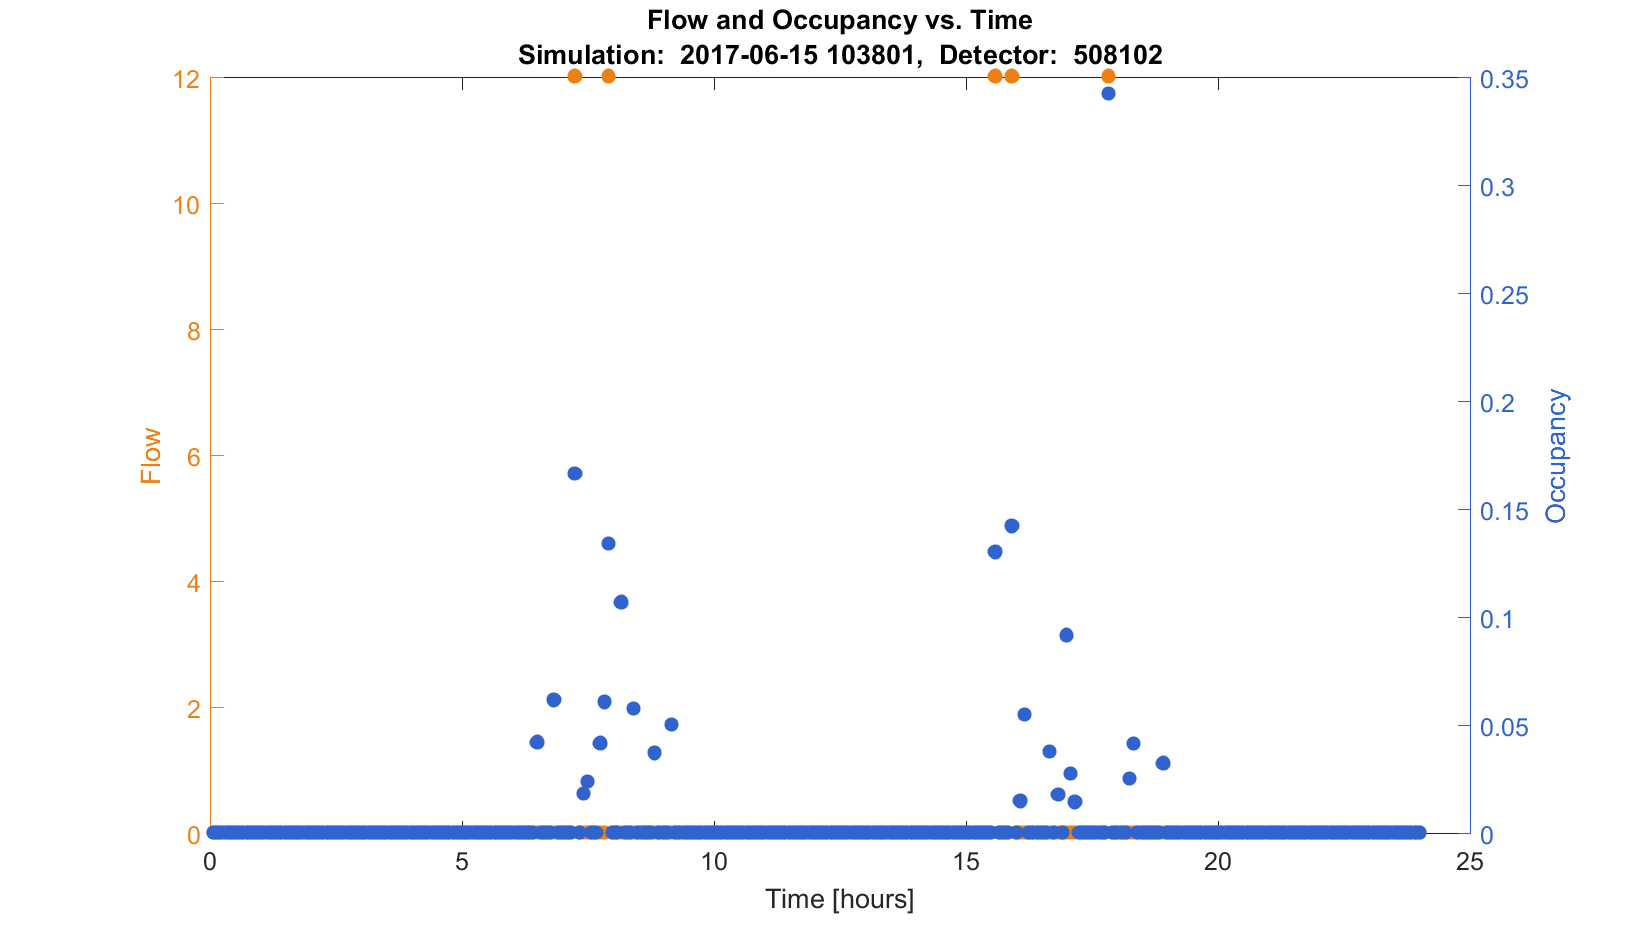 Flow and Occupancy vs. Time
Simulation:  2017-06-15 103801,  Detector:  508102
12
10
8
6
4
2
0
Flow
0.35
0.3
0.25
0.2
0.15
0.1
0.05
0
Occupancy
0 5 10 15 20 25
Time [hours]